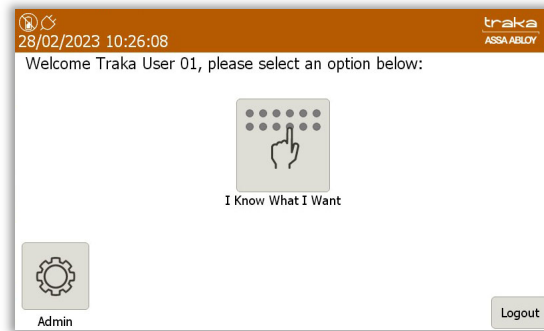 traka
28/02/2023 10:26:08
ASSA ABLOY
Welcome Traka User 01, please select an option below:
I Know What I Want
Admin
Logout